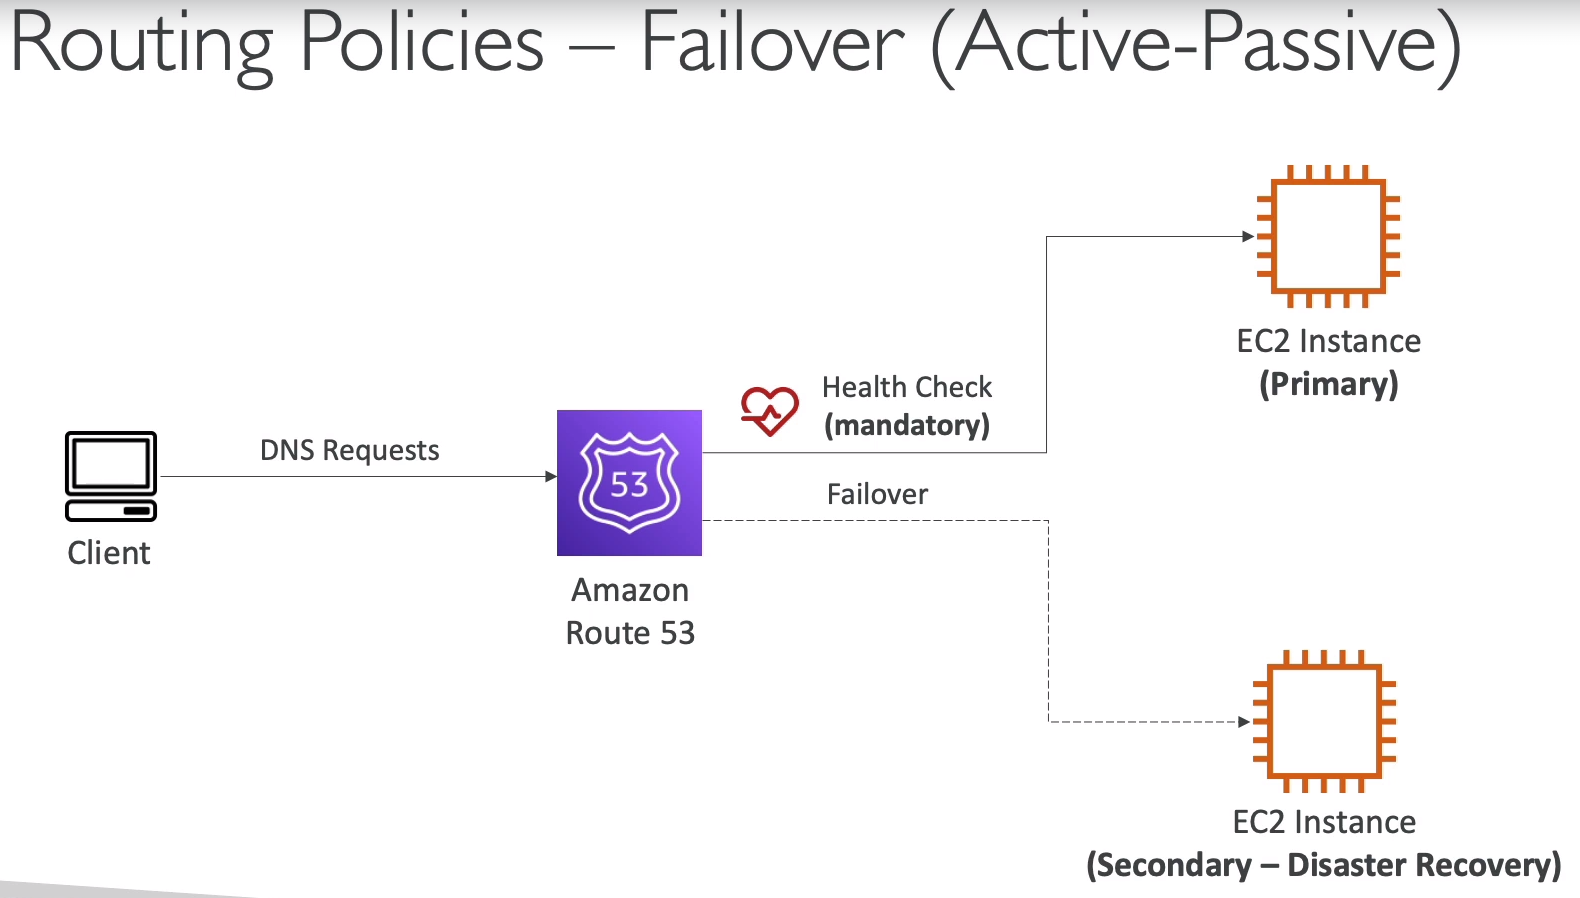 Routing Policies – Failover (Active-Passive)
EC2 Instance
(Primary)
Health Check
(mandatory)
DNS Requests
53
Failover
Client
Amazon
Route 53
EC2 Instance
(Secondary – Disaster Recovery)